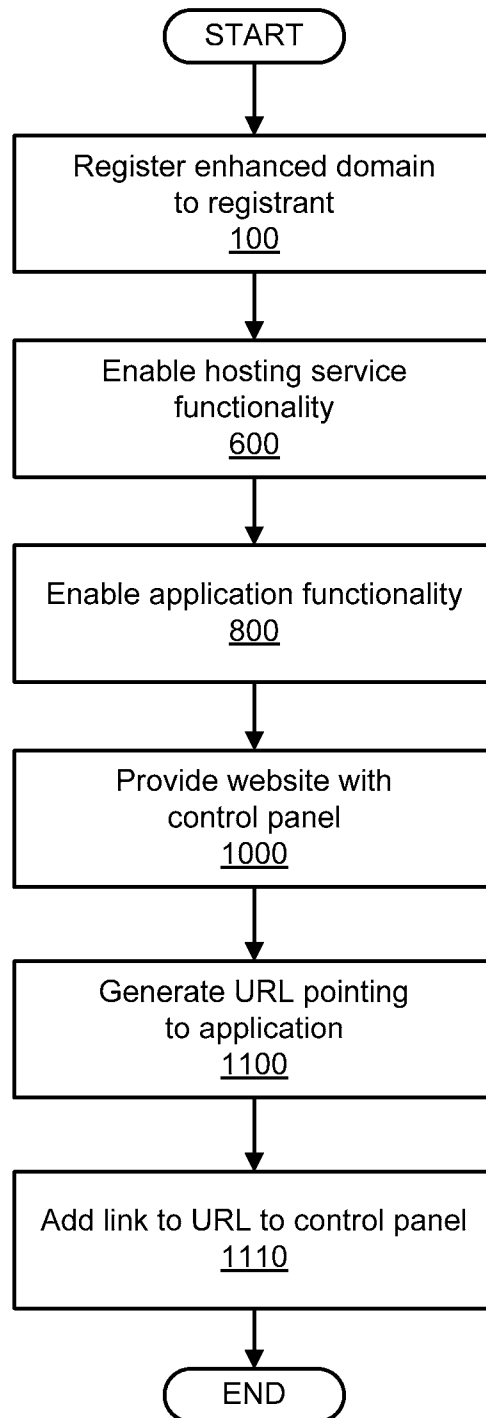 START
Register enhanced domain
to registrant
100
Enable hosting service
functionality
600
Enable application functionality
800
Provide website with
control panel
1000
Generate URL pointing
to application
1100
Add link to URL to control panel
1110
END